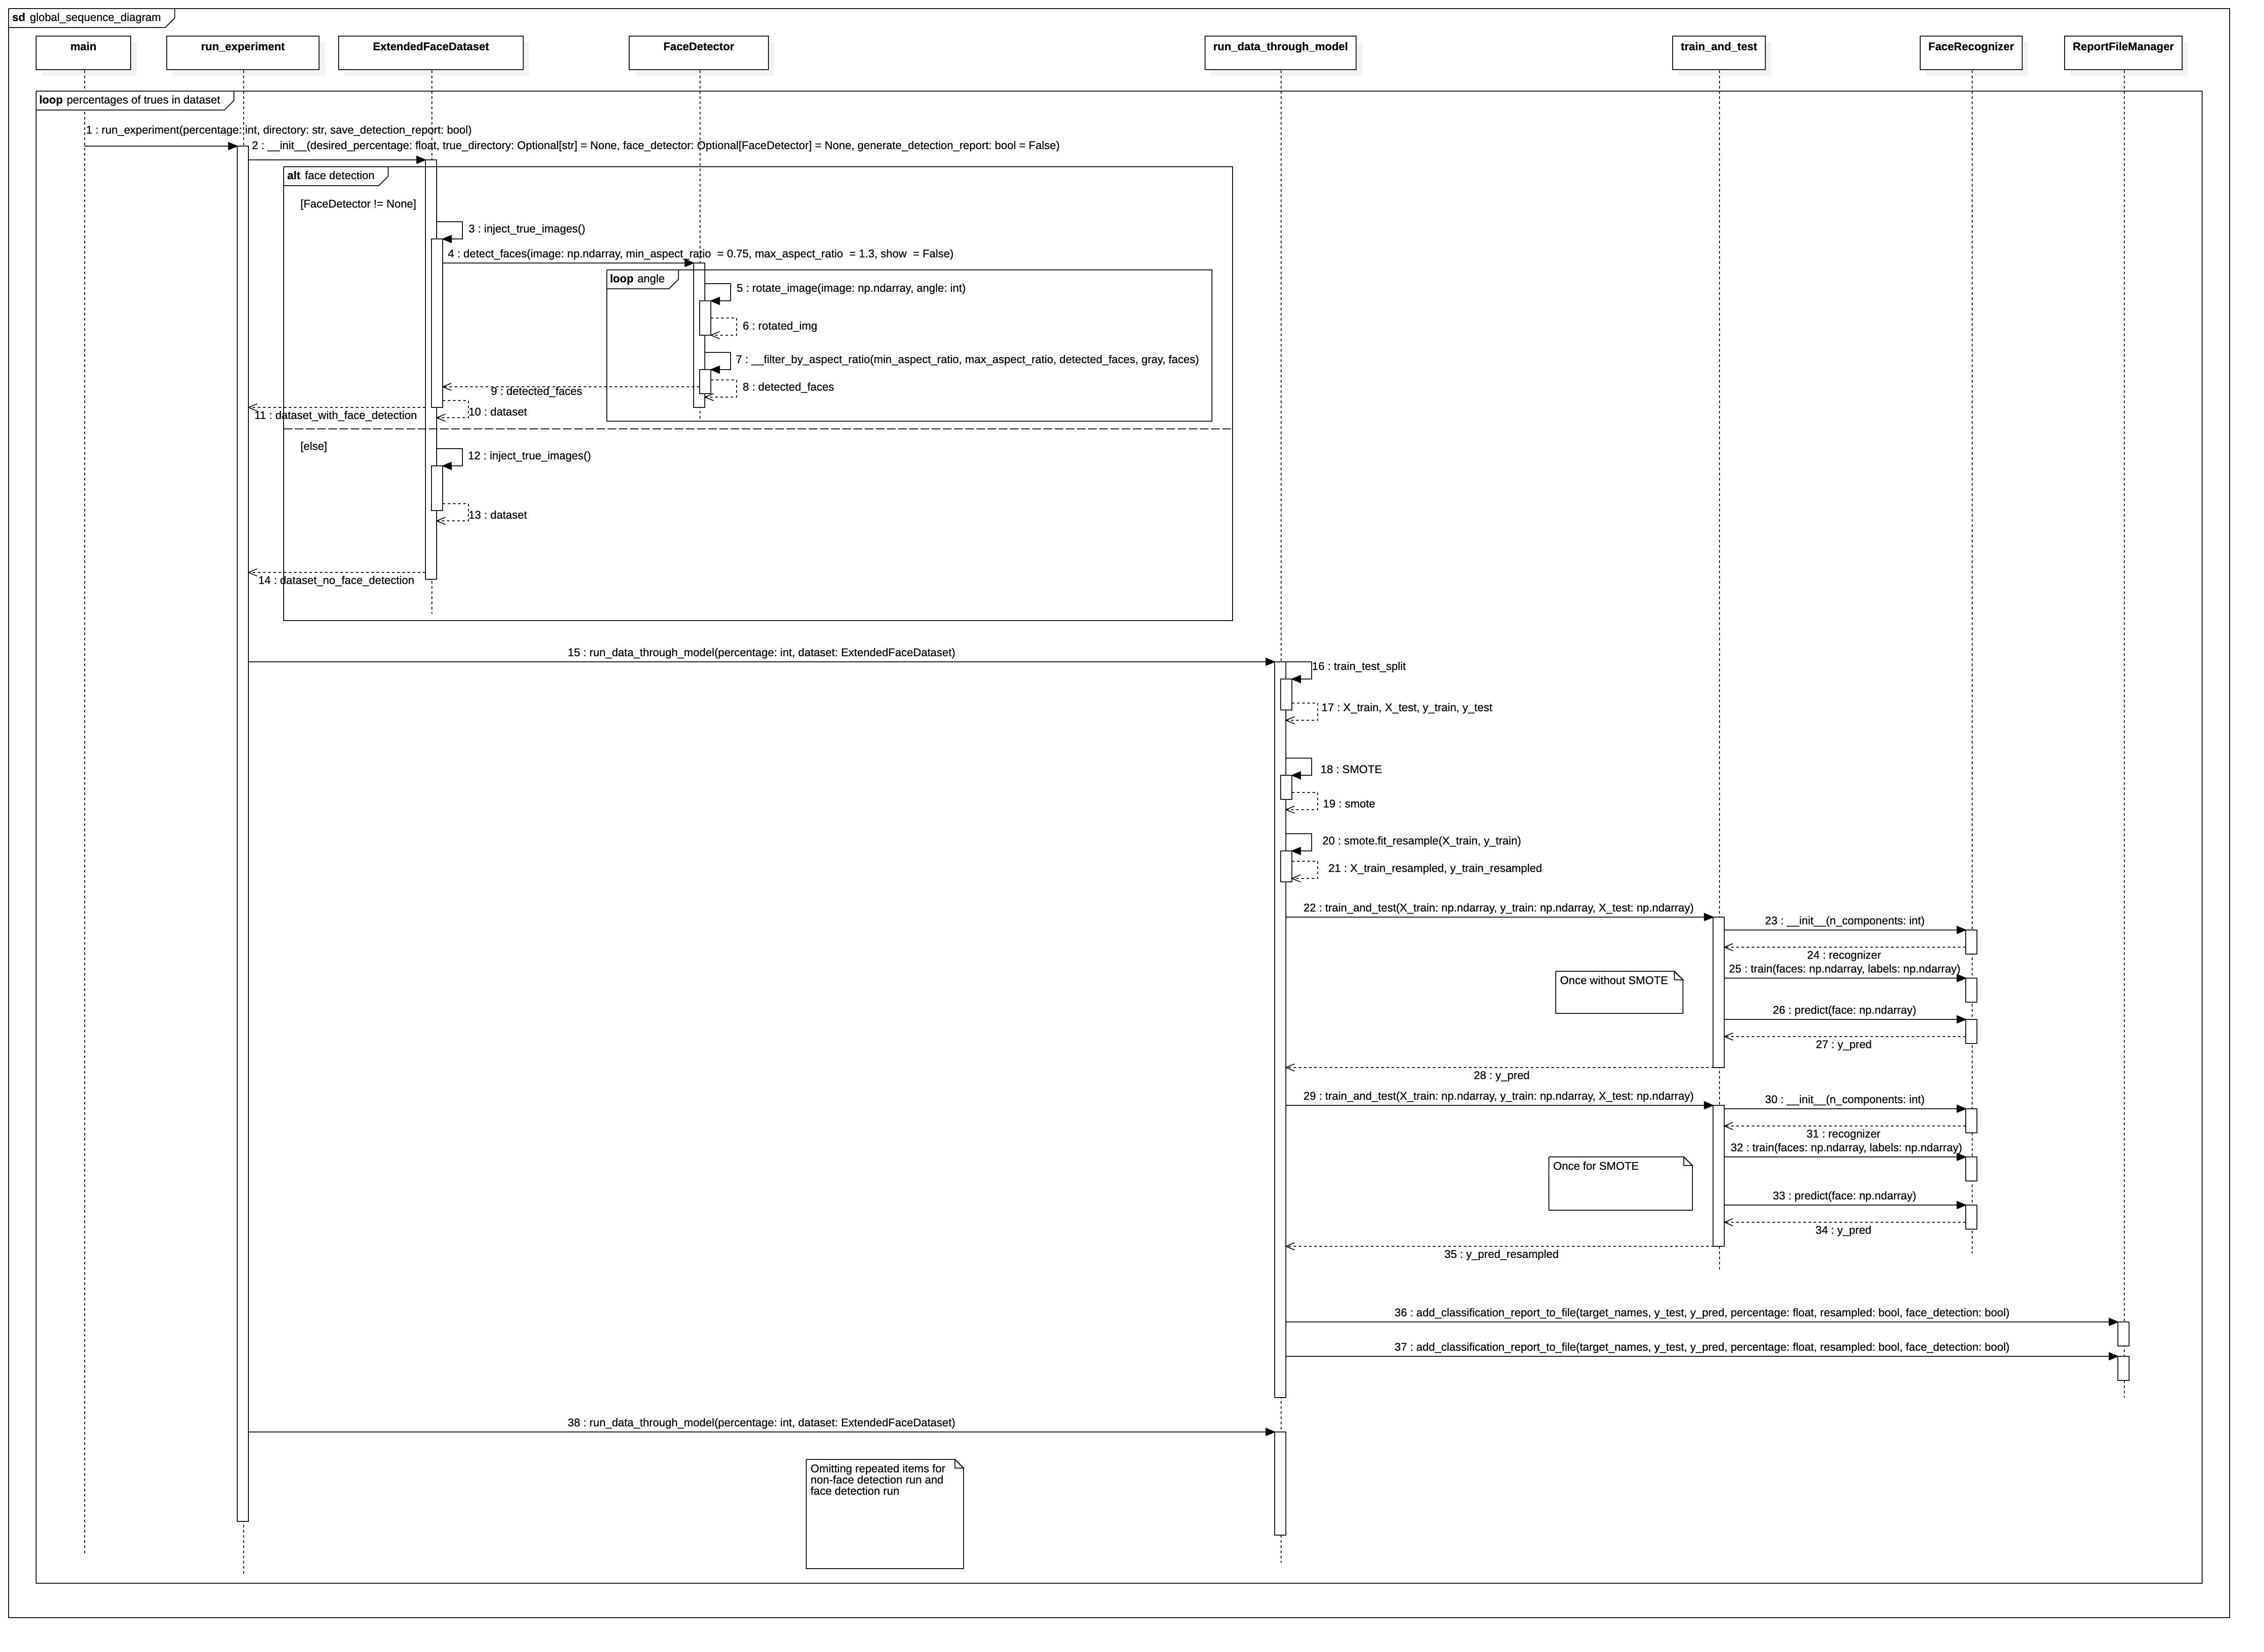 sd global_sequence_diagram
main
run_experiment
ExtendedFaceDataset
FaceDetector
run_data_through_model
train_and_test
FaceRecognizer
ReportFileManager
loop percentages of trues in dataset
1 : run_experiment(percentage: int, directory: str, save_detection_report: bool)
2 : __init__(desired_percentage: float, true_directory: Optional[str] = None, face_detector: Optional[FaceDetector] = None, generate_detection_report: bool = False)
alt face detection
[FaceDetector != None]
3 : inject_true_images()
4 : detect_faces(image: np.ndarray, min_aspect_ratio  = 0.75, max_aspect_ratio  = 1.3, show  = False)
loop angle
5 : rotate_image(image: np.ndarray, angle: int)
6 : rotated_img
7 : __filter_by_aspect_ratio(min_aspect_ratio, max_aspect_ratio, detected_faces, gray, faces)
8 : detected_faces
9 : detected_faces
10 : dataset
11 : dataset_with_face_detection
[else]
12 : inject_true_images()
13 : dataset
14 : dataset_no_face_detection
15 : run_data_through_model(percentage: int, dataset: ExtendedFaceDataset)
16 : train_test_split
17 : X_train, X_test, y_train, y_test
18 : SMOTE
19 : smote
20 : smote.fit_resample(X_train, y_train)
21 : X_train_resampled, y_train_resampled
22 : train_and_test(X_train: np.ndarray, y_train: np.ndarray, X_test: np.ndarray)
23 : __init__(n_components: int)
24 : recognizer
25 : train(faces: np.ndarray, labels: np.ndarray)
Once without SMOTE
26 : predict(face: np.ndarray)
27 : y_pred
28 : y_pred
29 : train_and_test(X_train: np.ndarray, y_train: np.ndarray, X_test: np.ndarray)
30 : __init__(n_components: int)
31 : recognizer
32 : train(faces: np.ndarray, labels: np.ndarray)
Once for SMOTE
33 : predict(face: np.ndarray)
34 : y_pred
35 : y_pred_resampled
36 : add_classification_report_to_file(target_names, y_test, y_pred, percentage: float, resampled: bool, face_detection: bool)
37 : add_classification_report_to_file(target_names, y_test, y_pred, percentage: float, resampled: bool, face_detection: bool)
38 : run_data_through_model(percentage: int, dataset: ExtendedFaceDataset)
Omitting repeated items for
non-face detection run and
face detection run